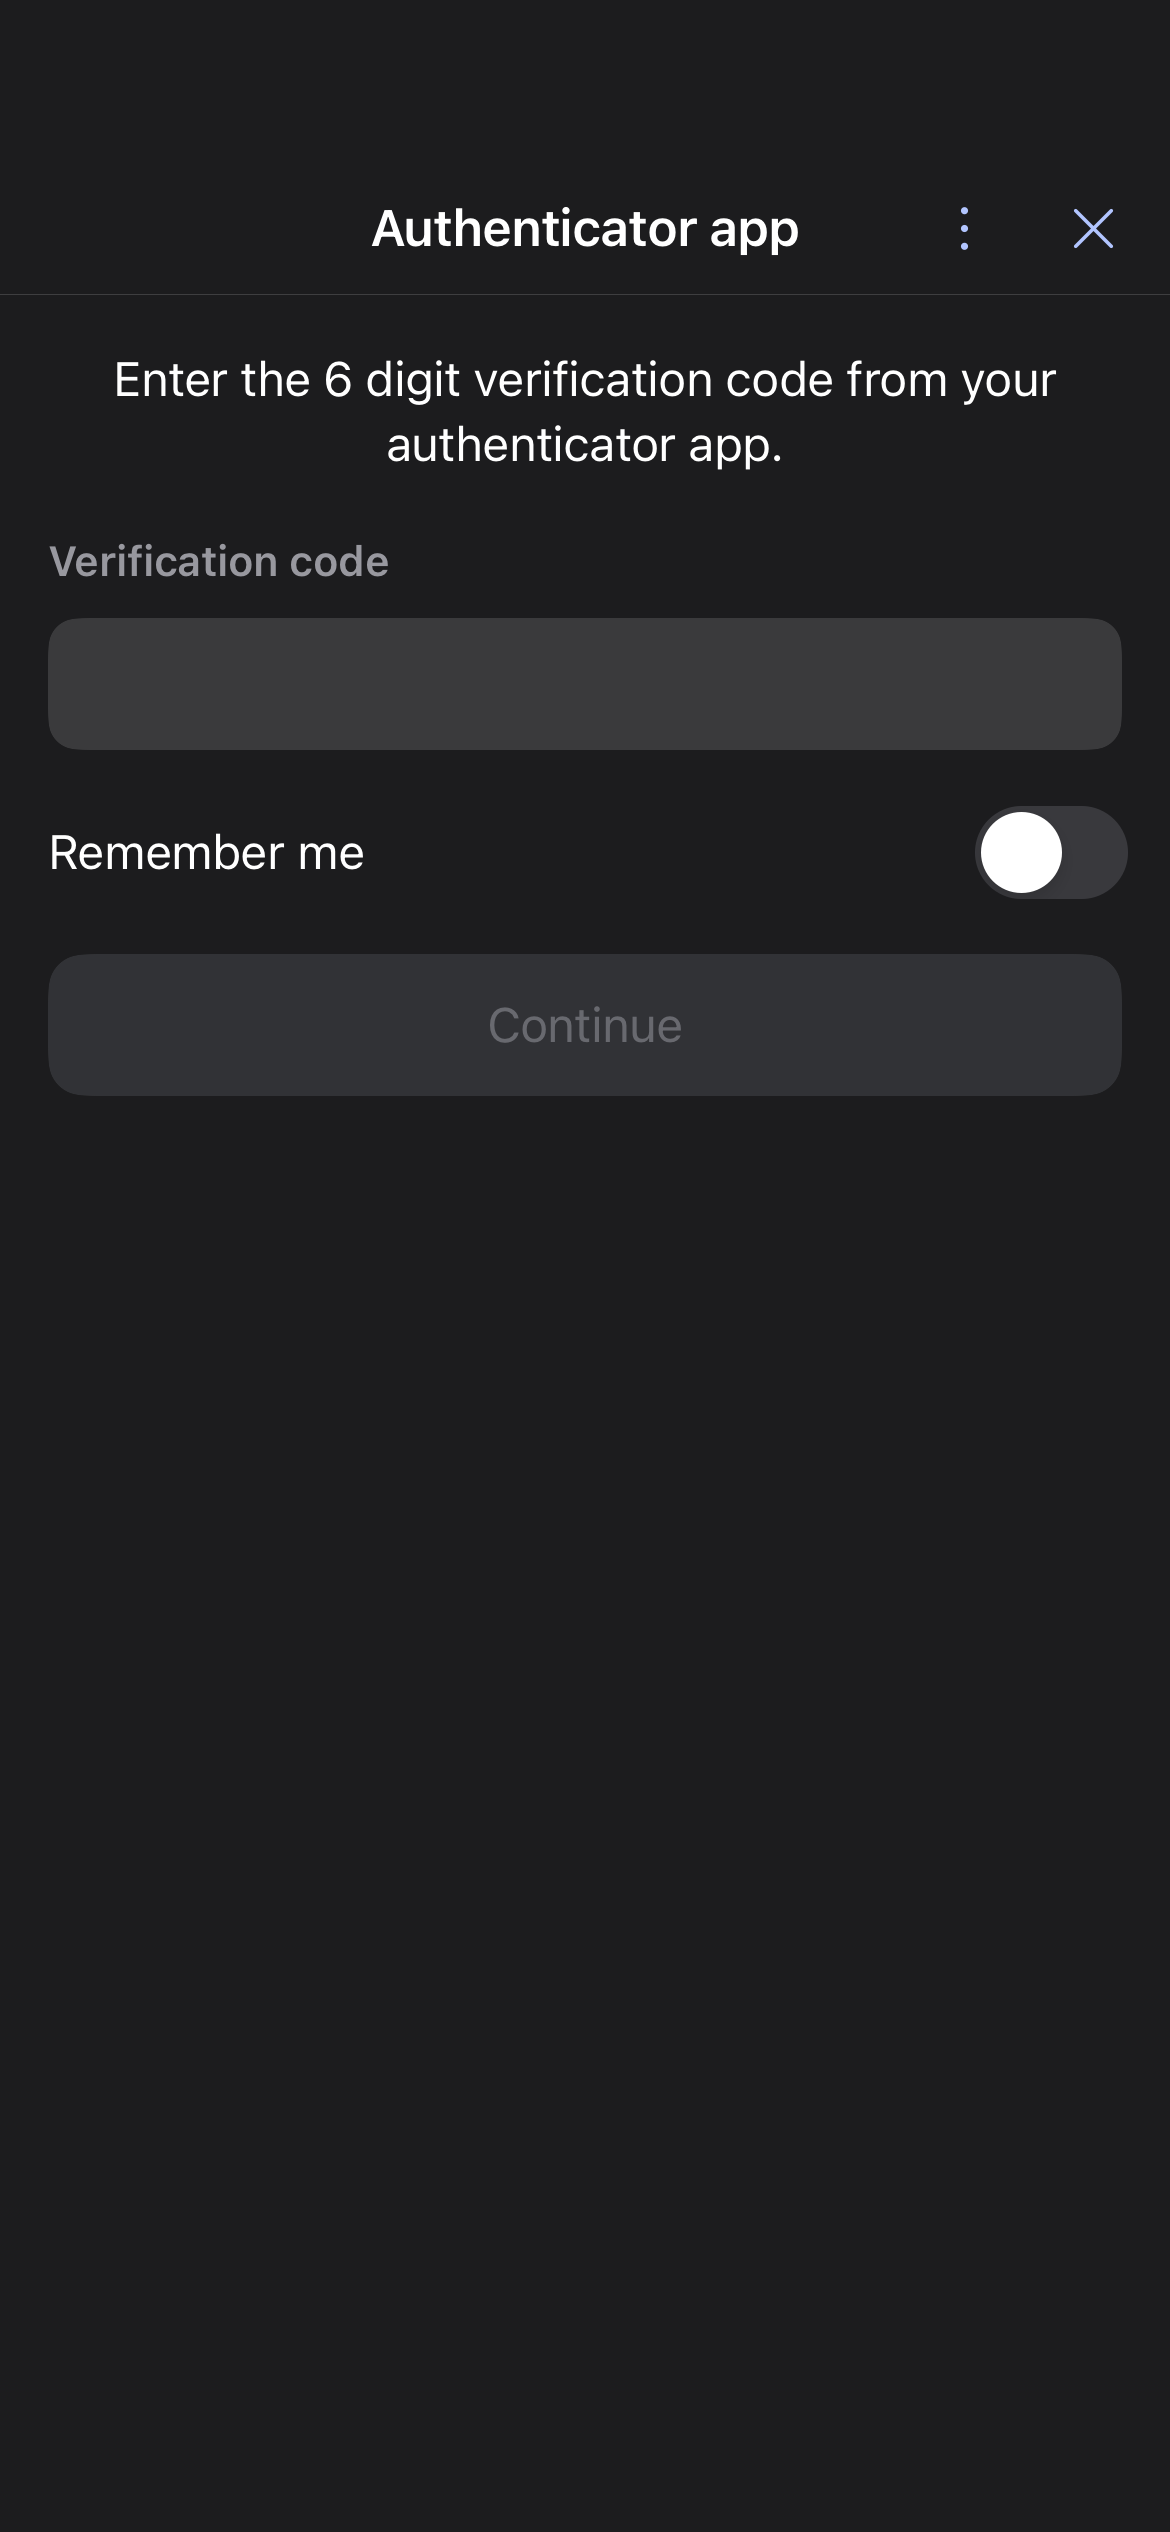 Authenticator app
Enter the 6 digit verification code from your
authenticator app.
Verification code
Remember me
Continue